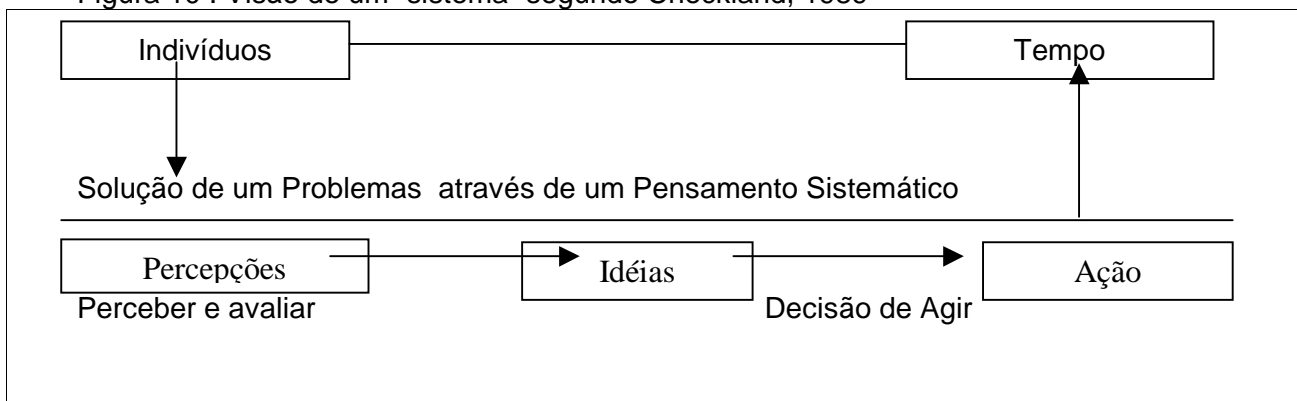 Indivíduos Tempo
Solução de um Problemas através de um Pensamento Sistemático
Percepções Idéias Ação
Perceber e avaliar Decisão de Agir